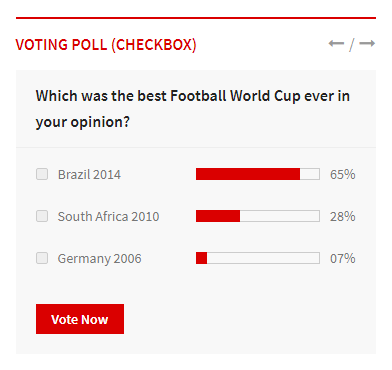 VOTING POLL (CHECKBOX) ← / →
Which was the best Football World Cup ever in
your opinion?
Brazil 2014 65%
South Africa 2010 28%
Germany 2006 07%
Vote Now